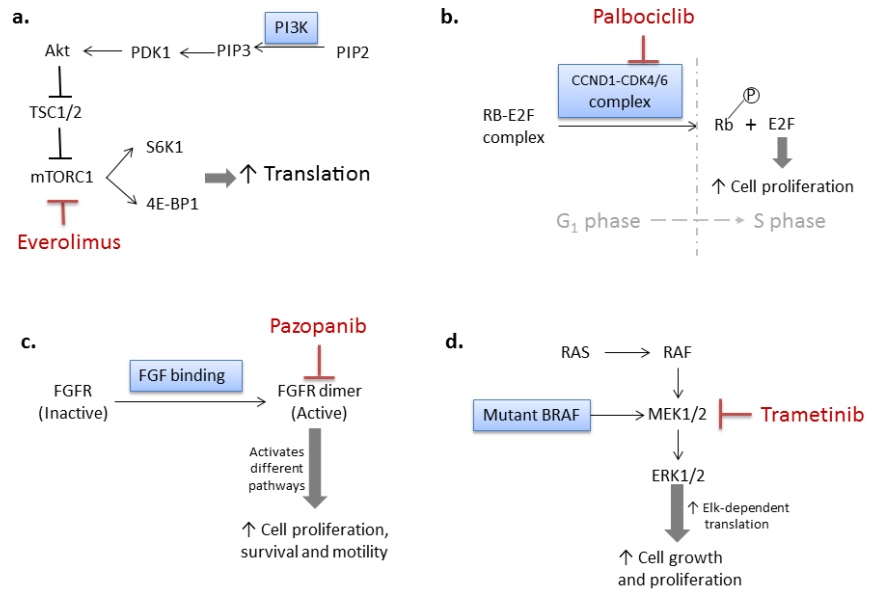 a.
PI3K
Akt
PDK1
PIP3
PIP2
TSC1/2
mTORC1
S6K1
4E-BP1
↑ Translation
Everolimus
b.
Palbociclib
CCND1-CDK4/6
complex
RB-E2F
complex
P
Rb + E2F
↑ Cell proliferation
G₁ phase
S phase
c.
Pazopanib
FGF binding
FGFR
(Inactive)
FGFR dimer
(Active)
Activates
different
pathways
↑ Cell proliferation,
survival and motility
d.
RAS
RAF
Mutant BRAF
MEK1/2
Trametinib
ERK1/2
↑ Elk-dependent
translation
↑ Cell growth
and proliferation